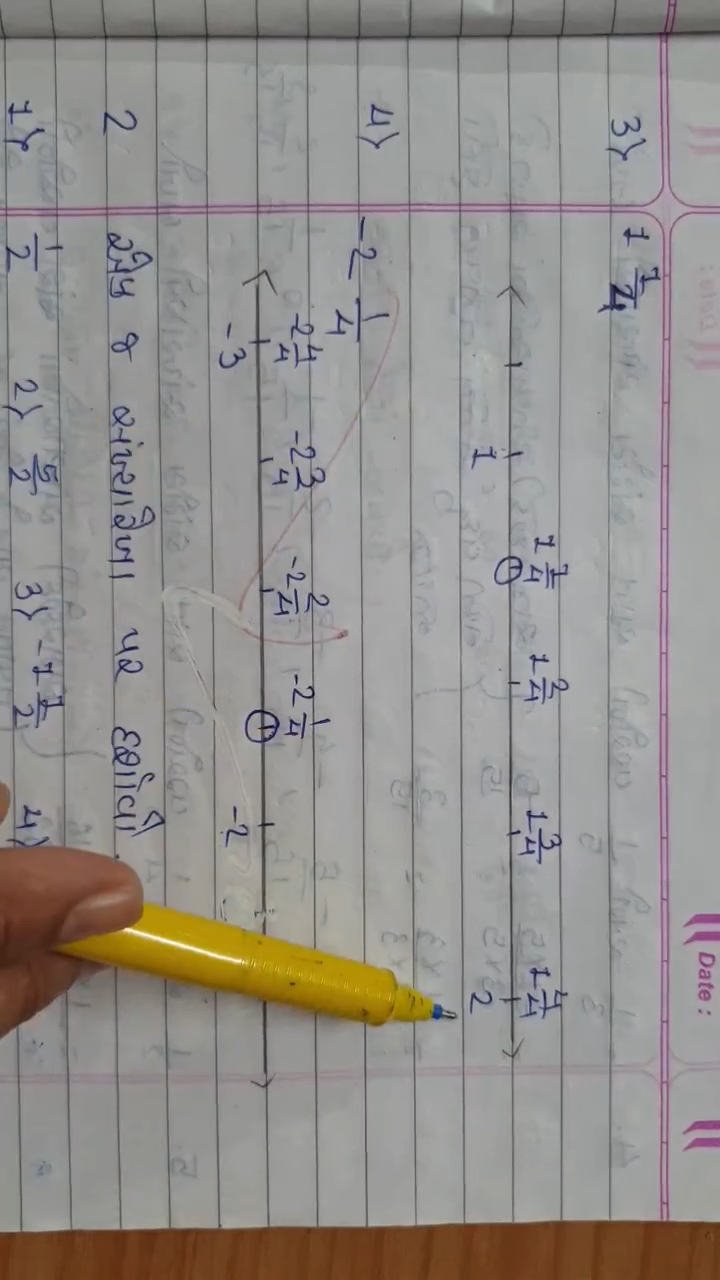 Date :
3) 1 1/4
1 1/4 1 2/4 1 3/4 1 4/4
1 2
4) -2 1/4
-2 4/4 -2 3/4 -2 2/4 -2 1/4
-3 -2
2 સંખ્યારેખા પર દર્શાવો
1) 1/2 2) 5/2 3) -1 1/2 4)